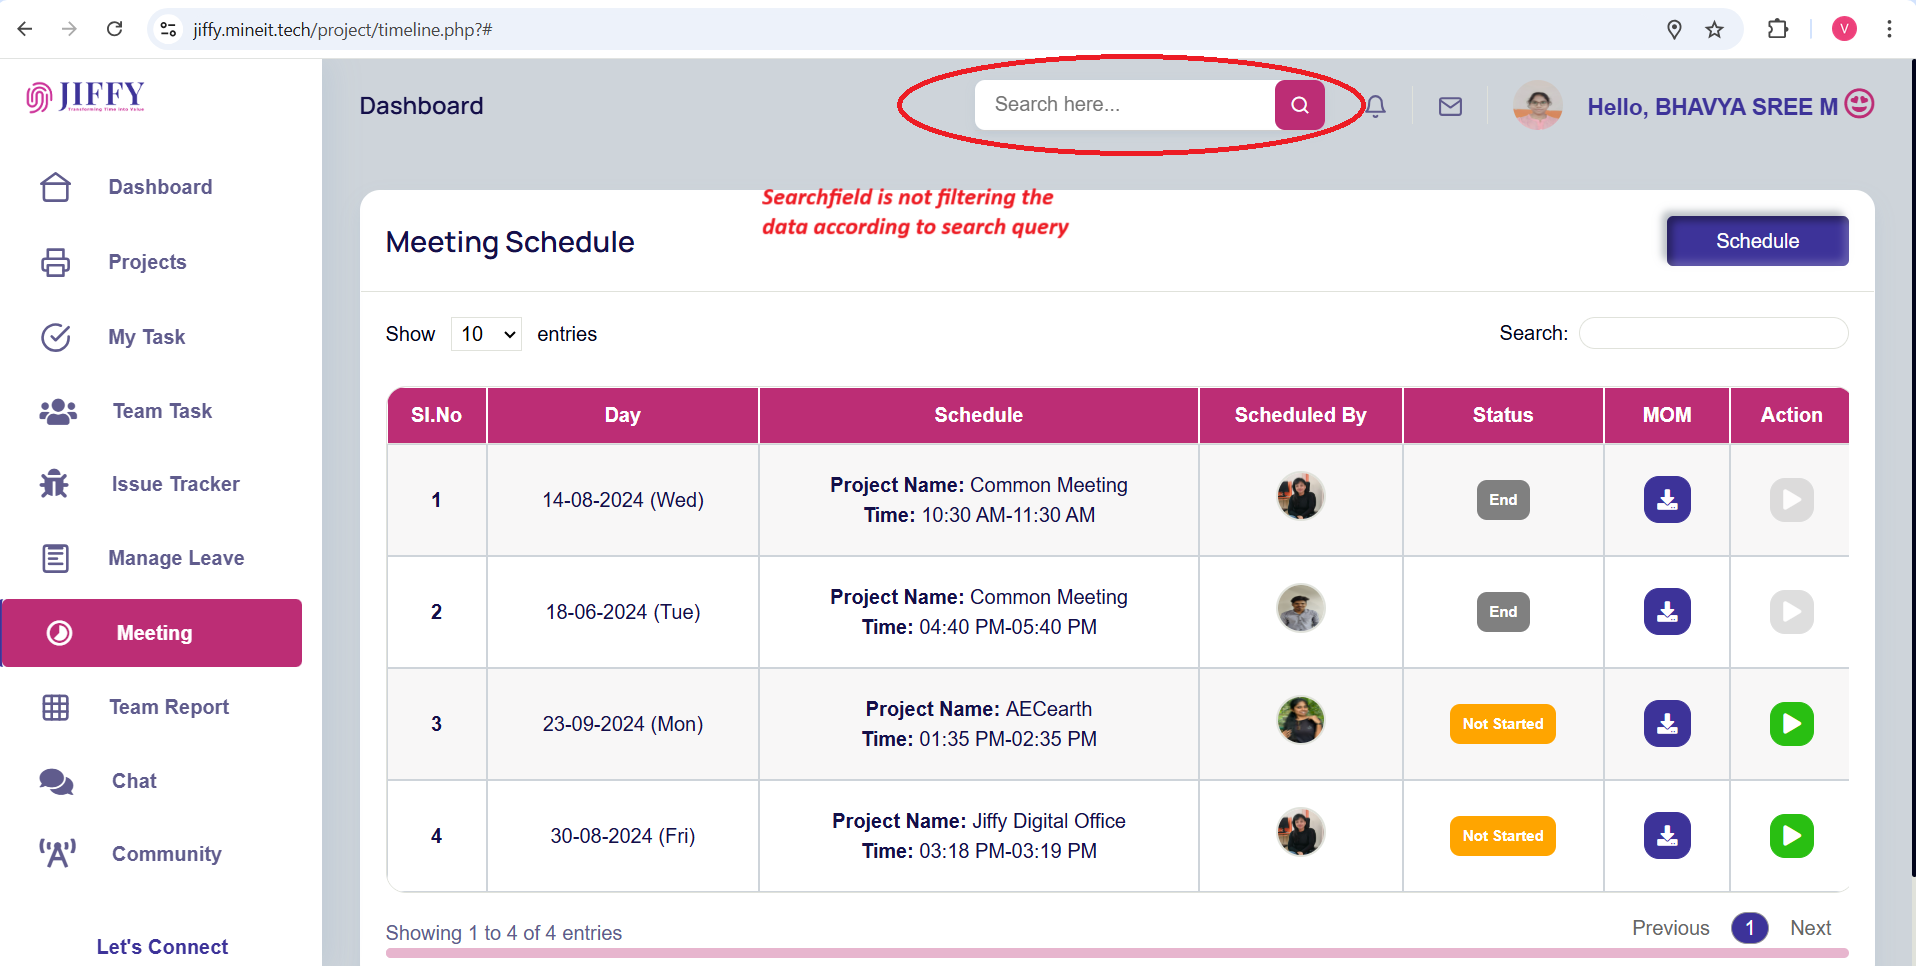 jiffy.mineit.tech/project/timeline.php?#
V
JIFFY
Transforming Time Into Value
Dashboard
Search here...
Hello, BHAVYA SREE M
Dashboard
Projects
My Task
Team Task
Issue Tracker
Manage Leave
Meeting
Team Report
Chat
Community
Let's Connect
Searchfield is not filtering the
data according to search query
Meeting Schedule
Schedule
Show 10 entries
Search:
Sl.No Day Schedule Scheduled By Status MOM Action
1 14-08-2024 (Wed) Project Name: Common Meeting
Time: 10:30 AM-11:30 AM
End
2 18-06-2024 (Tue) Project Name: Common Meeting
Time: 04:40 PM-05:40 PM
End
3 23-09-2024 (Mon) Project Name: AECearth
Time: 01:35 PM-02:35 PM
Not Started
4 30-08-2024 (Fri) Project Name: Jiffy Digital Office
Time: 03:18 PM-03:19 PM
Not Started
Showing 1 to 4 of 4 entries
Previous 1 Next